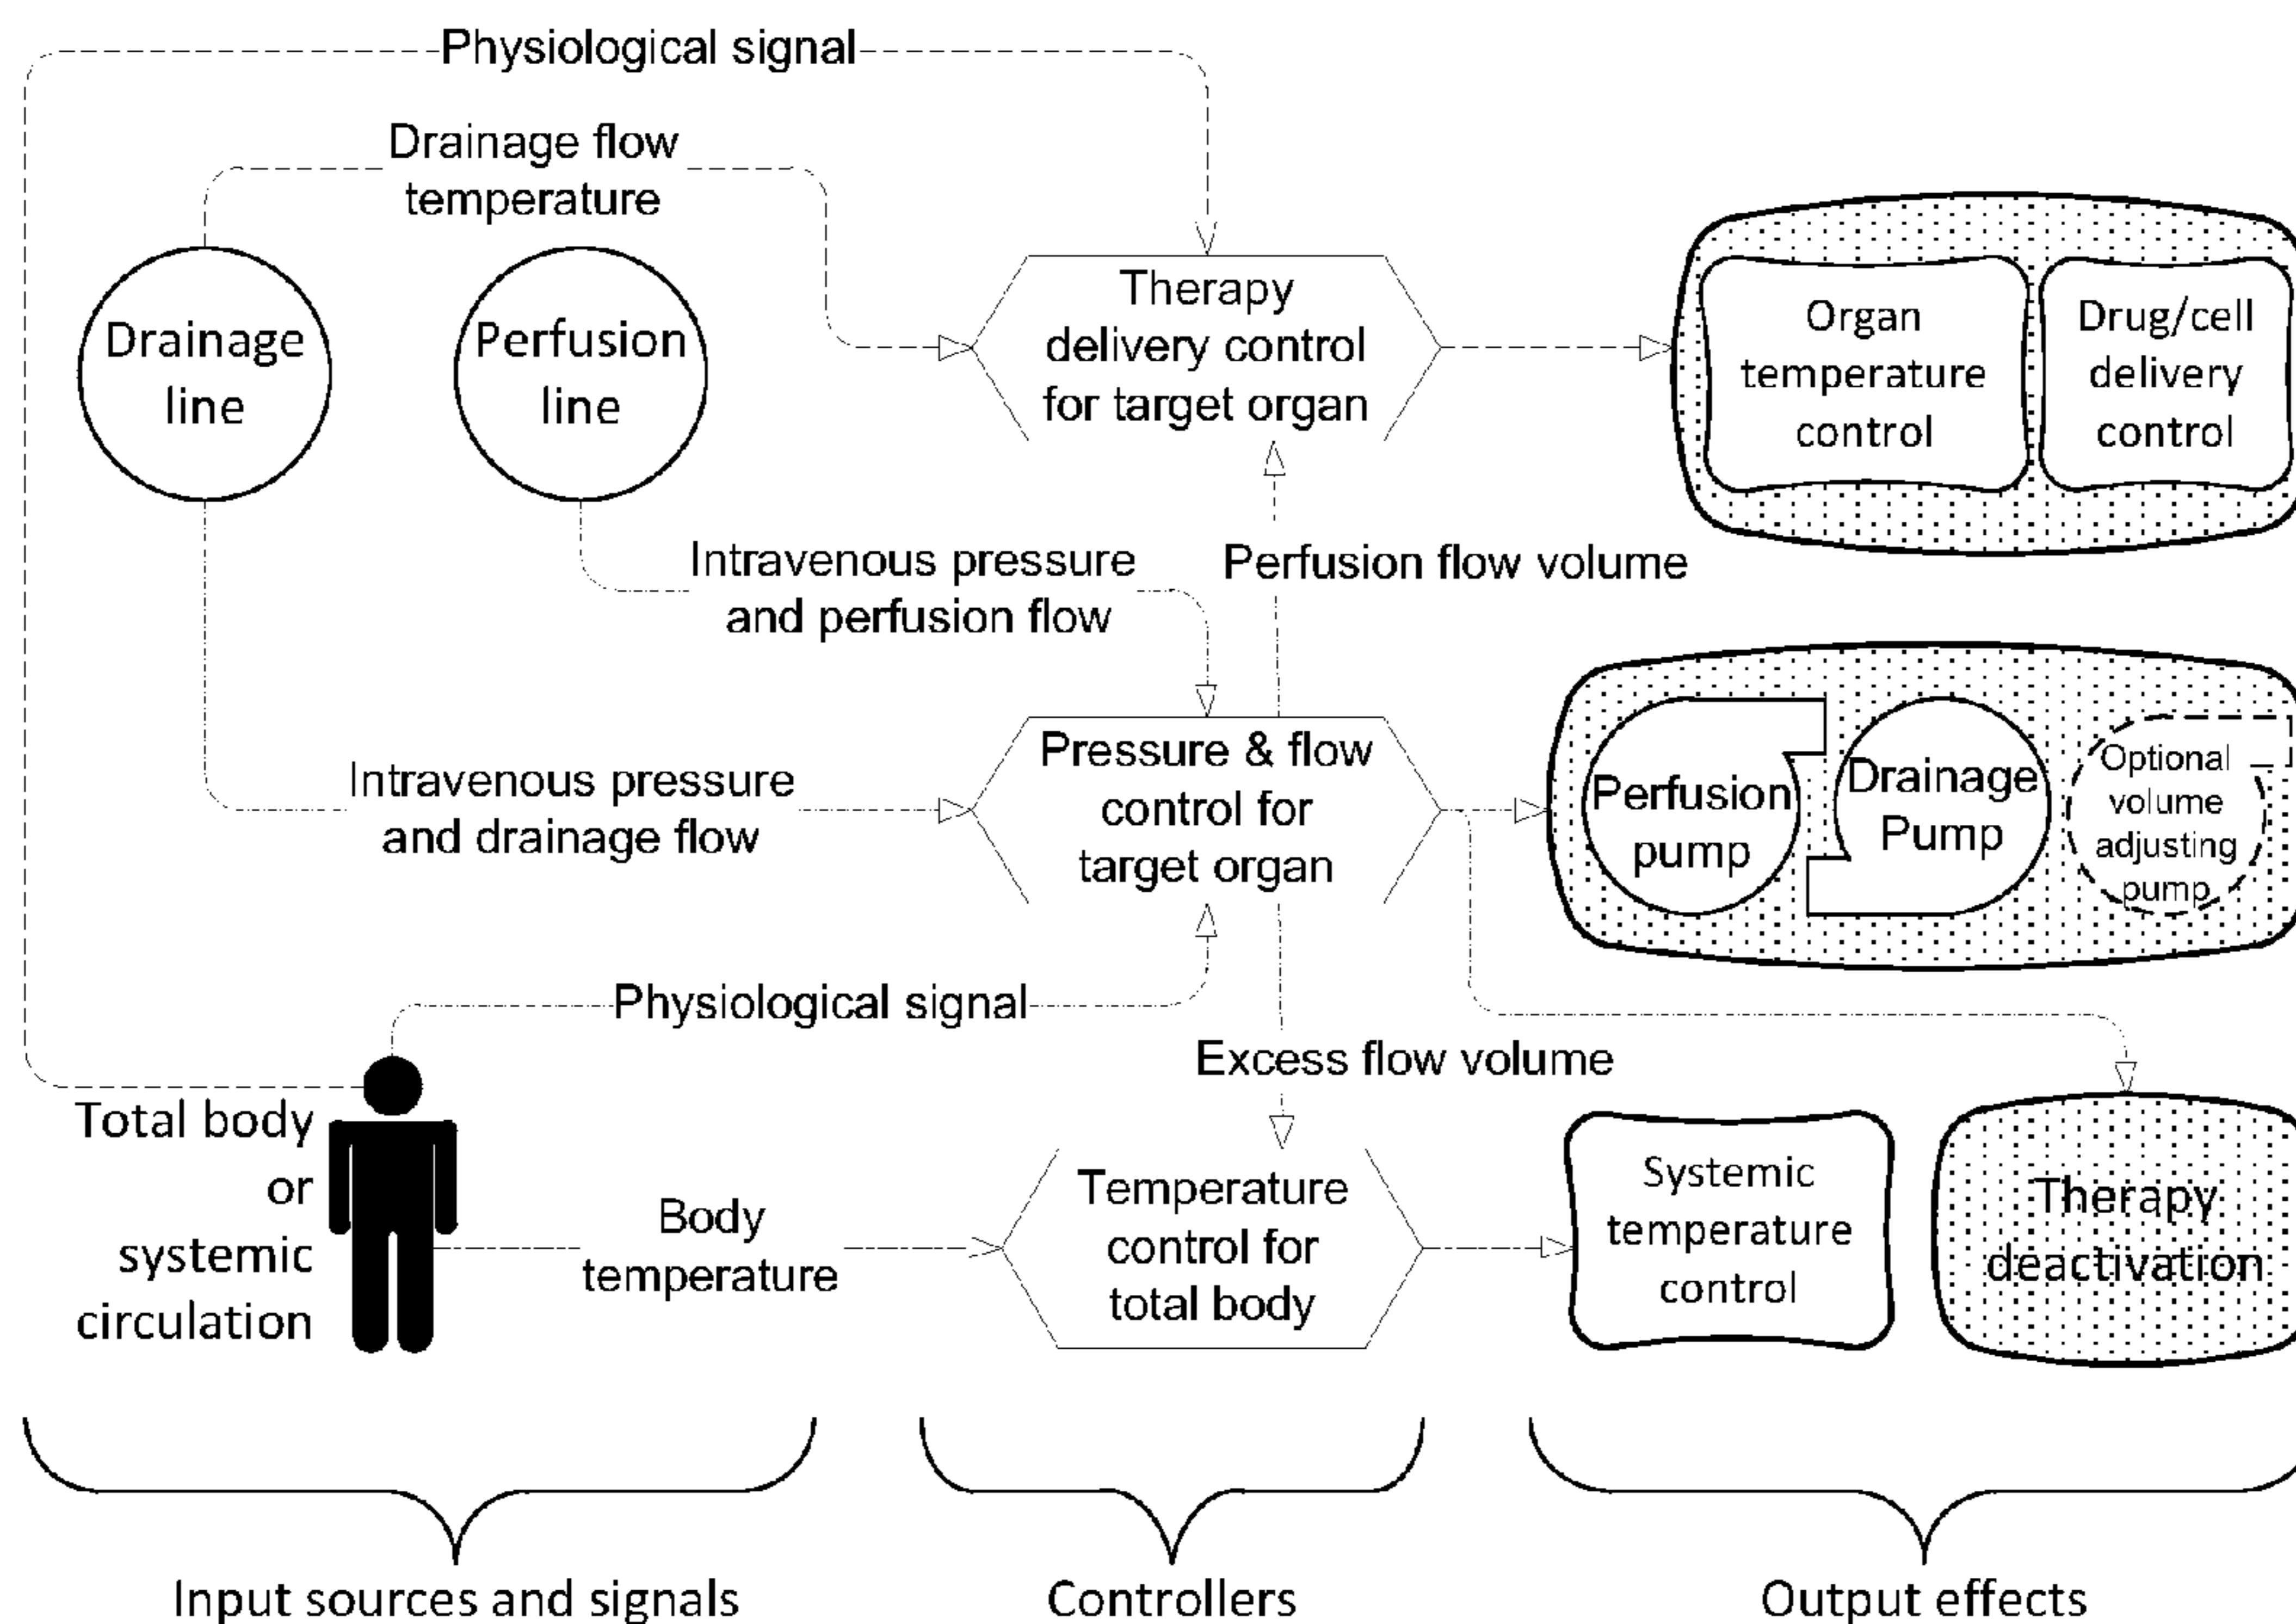 Physiological signal
Drainage flow
temperature
Drainage
line
Perfusion
line
Therapy
delivery control
for target organ
Organ
temperature
control
Drug/cell
delivery
control
Intravenous pressure
and perfusion flow
Perfusion flow volume
Intravenous pressure
and drainage flow
Pressure & flow
control for
target organ
Perfusion
pump
Drainage
Pump
Optional
volume
adjusting
pump
Physiological signal
Excess flow volume
Total body
or
systemic
circulation
Body
temperature
Temperature
control for
total body
Systemic
temperature
control
Therapy
deactivation
Input sources and signals
Controllers
Output effects